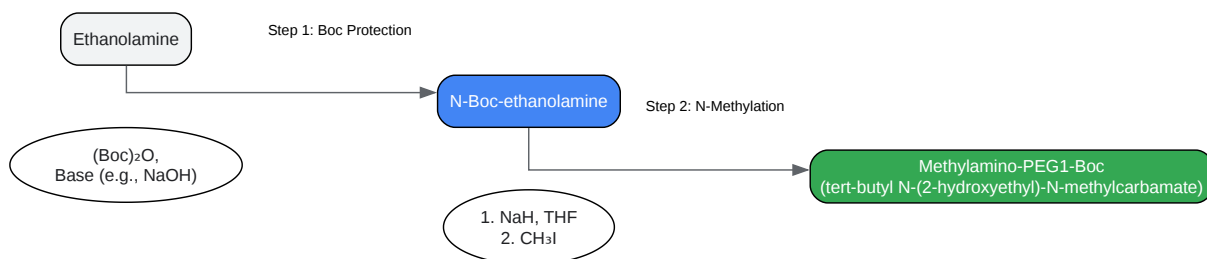 Ethanolamine
Step 1: Boc Protection
(Boc)₂O,
Base (e.g., NaOH)
N-Boc-ethanolamine
Step 2: N-Methylation
1. NaH, THF
2. CH₃I
Methylamino-PEG1-Boc
(tert-butyl N-(2-hydroxyethyl)-N-methylcarbamate)